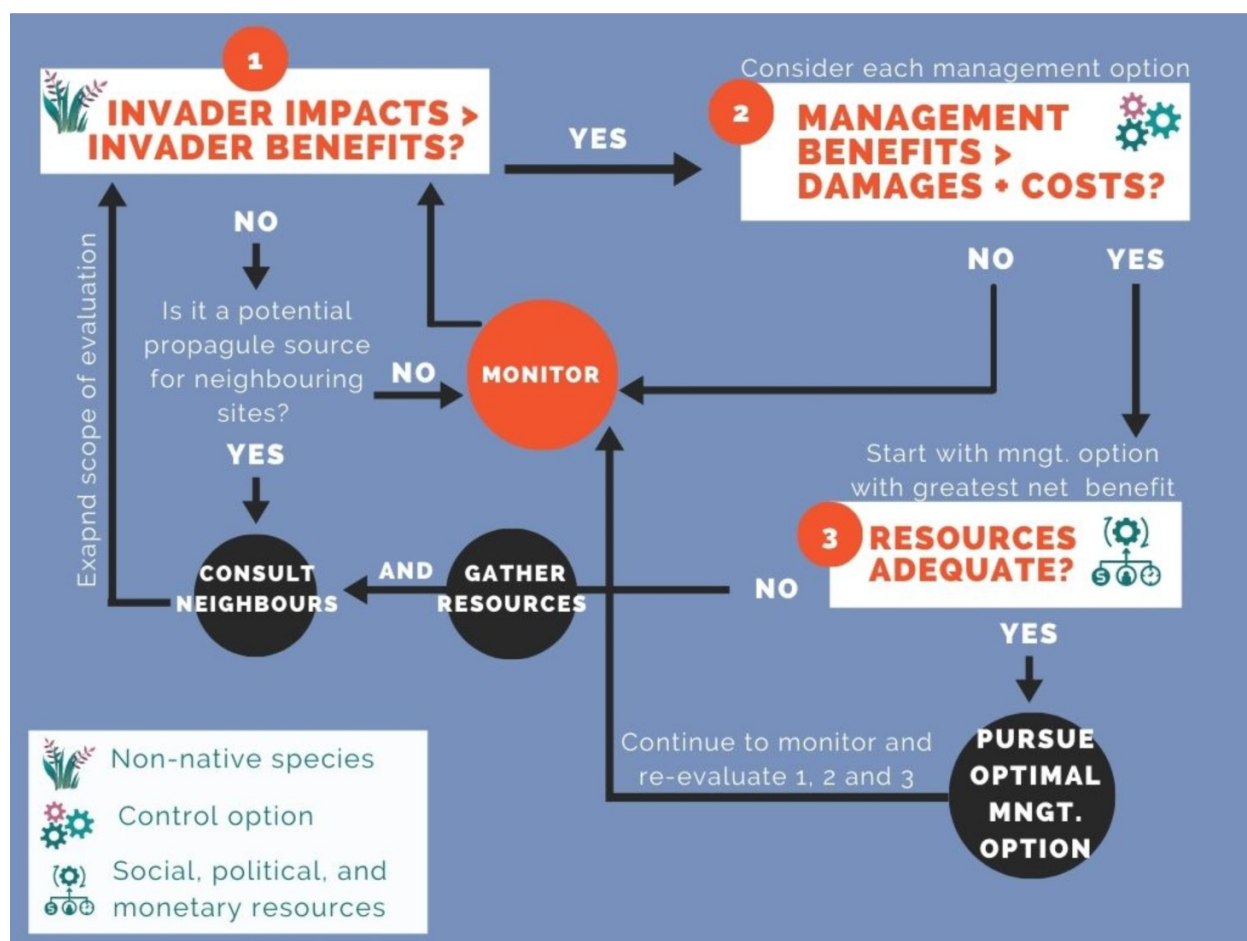 1
INVADER IMPACTS >
INVADER BENEFITS?
YES
Consider each management option
2
MANAGEMENT
BENEFITS >
DAMAGES + COSTS?
NO
Is it a potential
propagule source
for neighbouring
sites?
NO
MONITOR
NO
YES
Exapnd scope of evaluation
YES
Start with mngt. option
with greatest net benefit
3
RESOURCES
ADEQUATE?
CONSULT
NEIGHBOURS
AND
GATHER
RESOURCES
NO
YES
Continue to monitor and
re-evaluate 1, 2 and 3
PURSUE
OPTIMAL
MNGT.
OPTION
Non-native species
Control option
Social, political, and
monetary resources